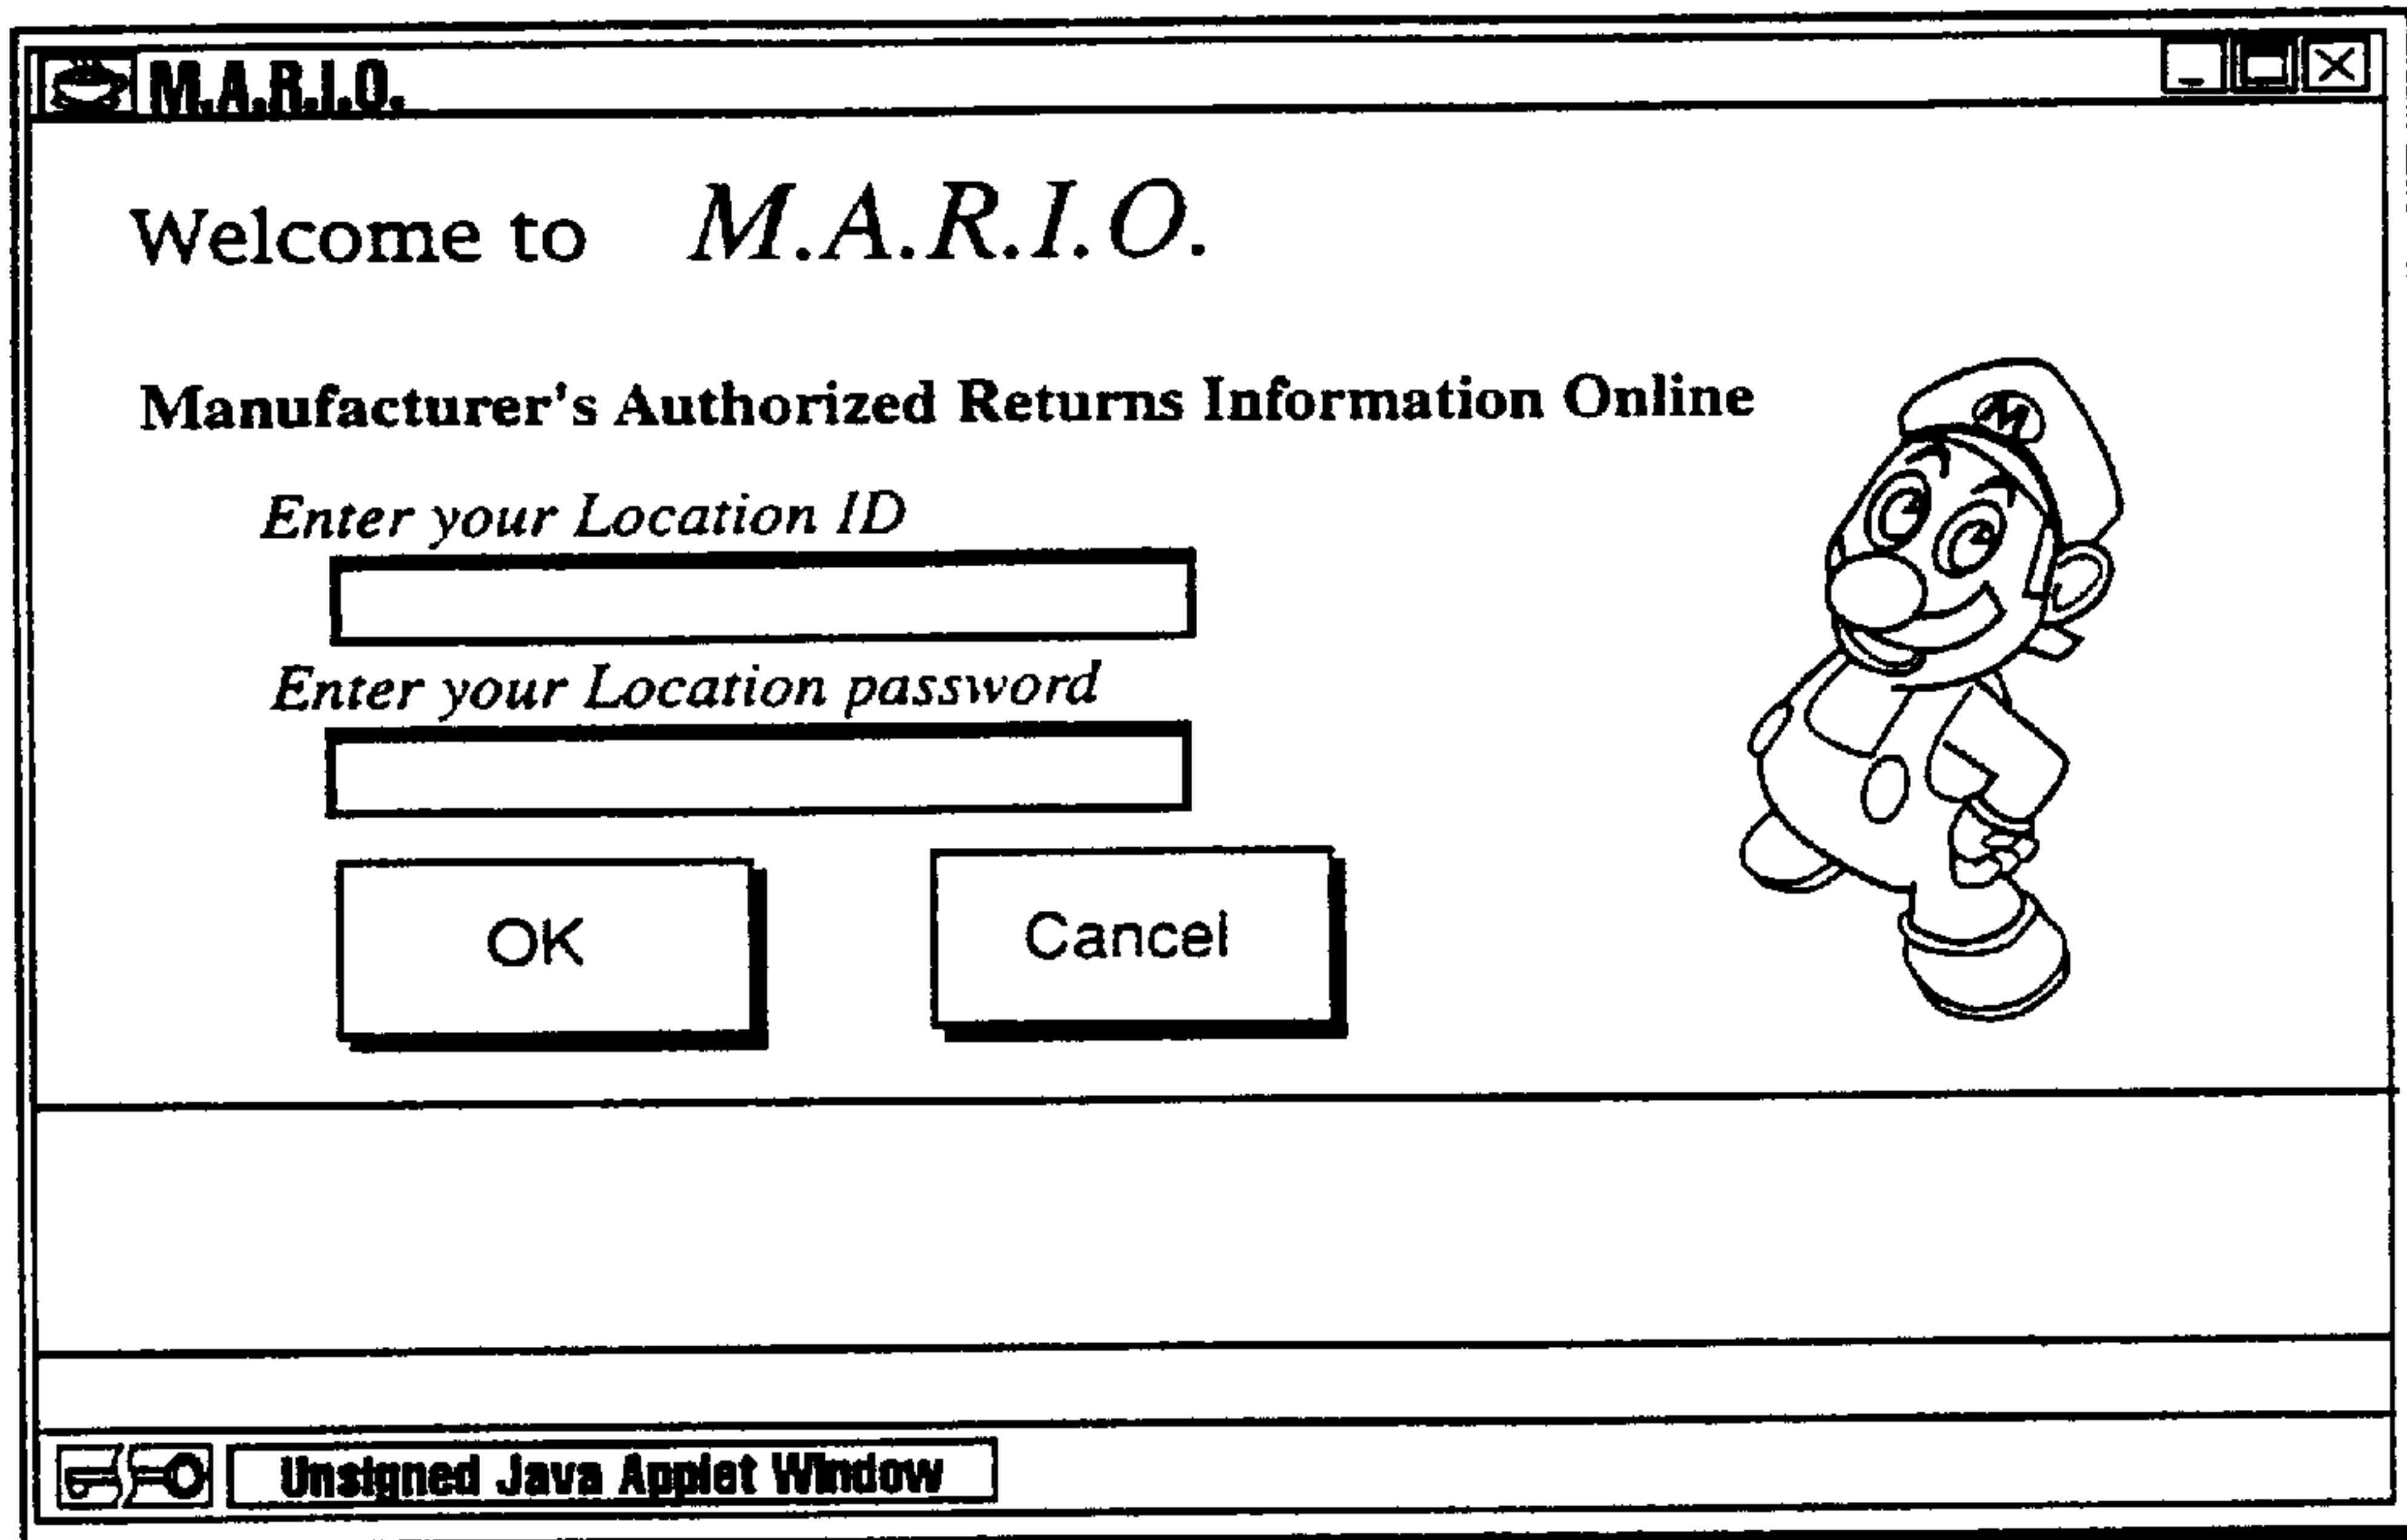 M.A.R.I.O.
Welcome to M.A.R.I.O.
Manufacturer's Authorized Returns Information Online
M
Enter your Location ID
Enter your Location password
OK Cancel
Unsigned Java Applet Window